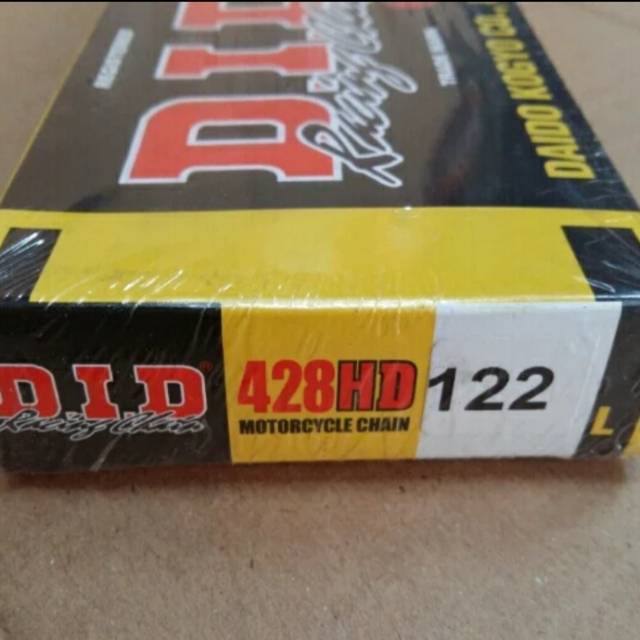 D.I.D
Racing Chain
DAIDO KOGYO CO.,
D.I.D
Racing Chain
428HD
MOTORCYCLE CHAIN
122
L